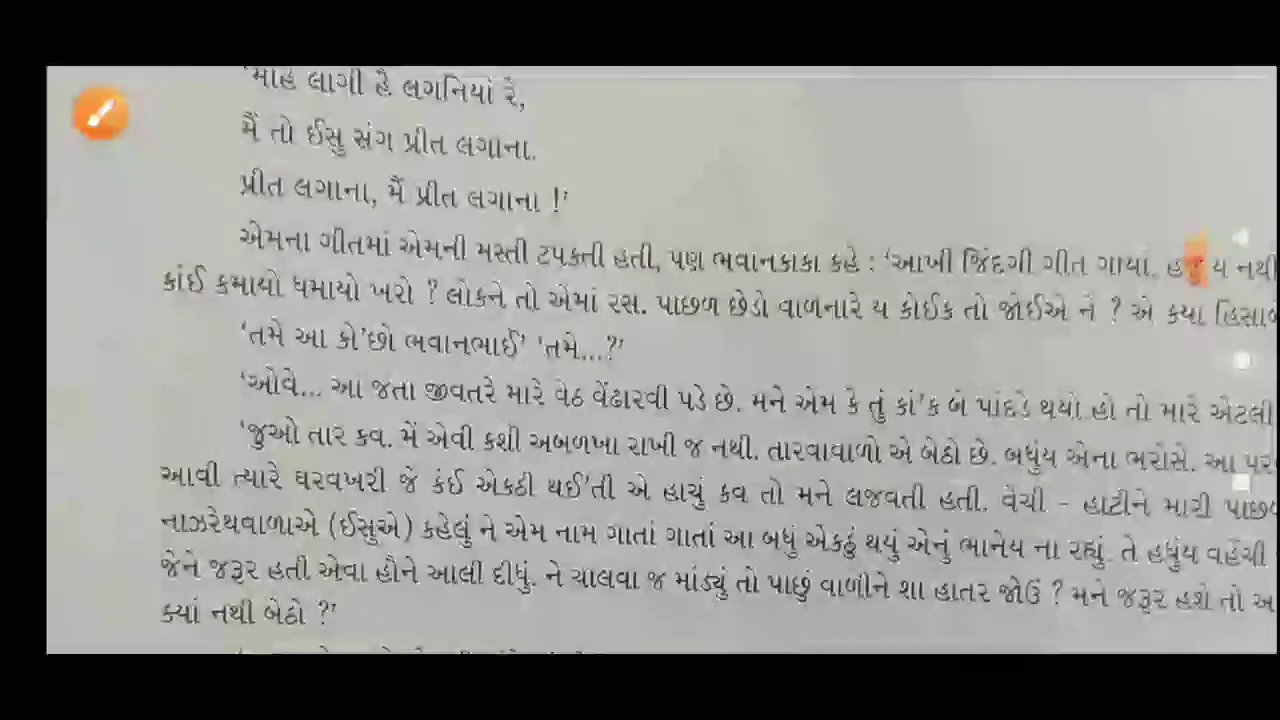 'માહે લાગી હૈ લગનિયાં રે,
મૈં તો ઈસુ સંગ પ્રીત લગાના.
પ્રીત લગાના, મૈં પ્રીત લગાના !'
એમના ગીતમાં એમની મસ્તી ટપકતી હતી, પણ ભવાનકાકા કહે : 'આખી જિંદગી ગીત ગાયાં. હજુ ય નથી
કાંઈ કમાયો ધમાયો ખરો ? લોકને તો એમાં રસ. પાછળ છેડો વાળનારે ય કોઈક તો જોઈએ ને ? એ કયા
'તમે આ કો'છો ભવાનભાઈ' 'તમે...?'
'ઓવે... આ જતા જીવતરે મારે વેઠ વેંઢારવી પડે છે. મને એમ કે તું કાં'ક બે પાંદડે થયો હો તો મારે એટલી
'જુઓ તાર કવ. મેં એવી કશી અબળખા રાખી જ નથી. તારવાવાળો એ બેઠો છે. બધુંય એના ભરોસે. આ
આવી ત્યારે ઘરવખરી જે કંઈ એકઠી થઈ'તી એ હાચું કવ તો મને લજવતી હતી. વેચી - હાટીને મારી
નાઝરેથવાળાએ (ઈસુએ) કહેલું ને એમ નામ ગાતાં ગાતાં આ બધું એકઠું થયું એનું ભાનેય ના રહ્યું. તે હધુંય વહેંચી
જેને જરૂર હતી એવા હૌને આલી દીધું. ને ચાલવા જ માંડ્યું તો પાછું વાળીને શા હાતર જોઉં ? મને જરૂર હશે તો
ક્યાં નથી બેઠો ?'